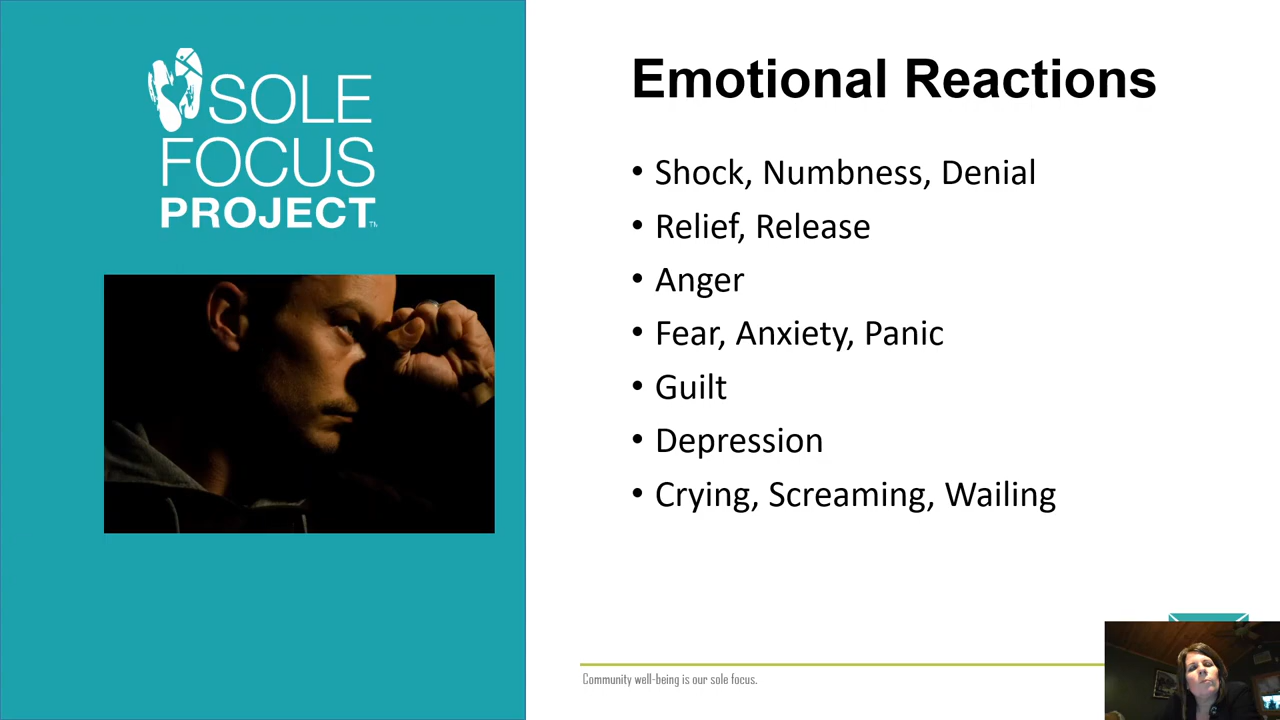 SOLE
FOCUS
PROJECT™
Emotional Reactions
• Shock, Numbness, Denial
• Relief, Release
• Anger
• Fear, Anxiety, Panic
• Guilt
• Depression
• Crying, Screaming, Wailing
Community well-being is our sole focus.